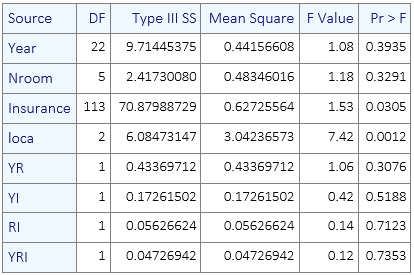 Source DF Type III SS Mean Square F Value Pr > F
Year 22 9.71445375 0.44156608 1.08 0.3935
Nroom 5 2.41730080 0.48346016 1.18 0.3291
Insurance 113 70.87988729 0.62725564 1.53 0.0305
loca 2 6.08473147 3.04236573 7.42 0.0012
YR 1 0.43369712 0.43369712 1.06 0.3076
YI 1 0.17261502 0.17261502 0.42 0.5188
RI 1 0.05626624 0.05626624 0.14 0.7123
YRI 1 0.04726942 0.04726942 0.12 0.7353